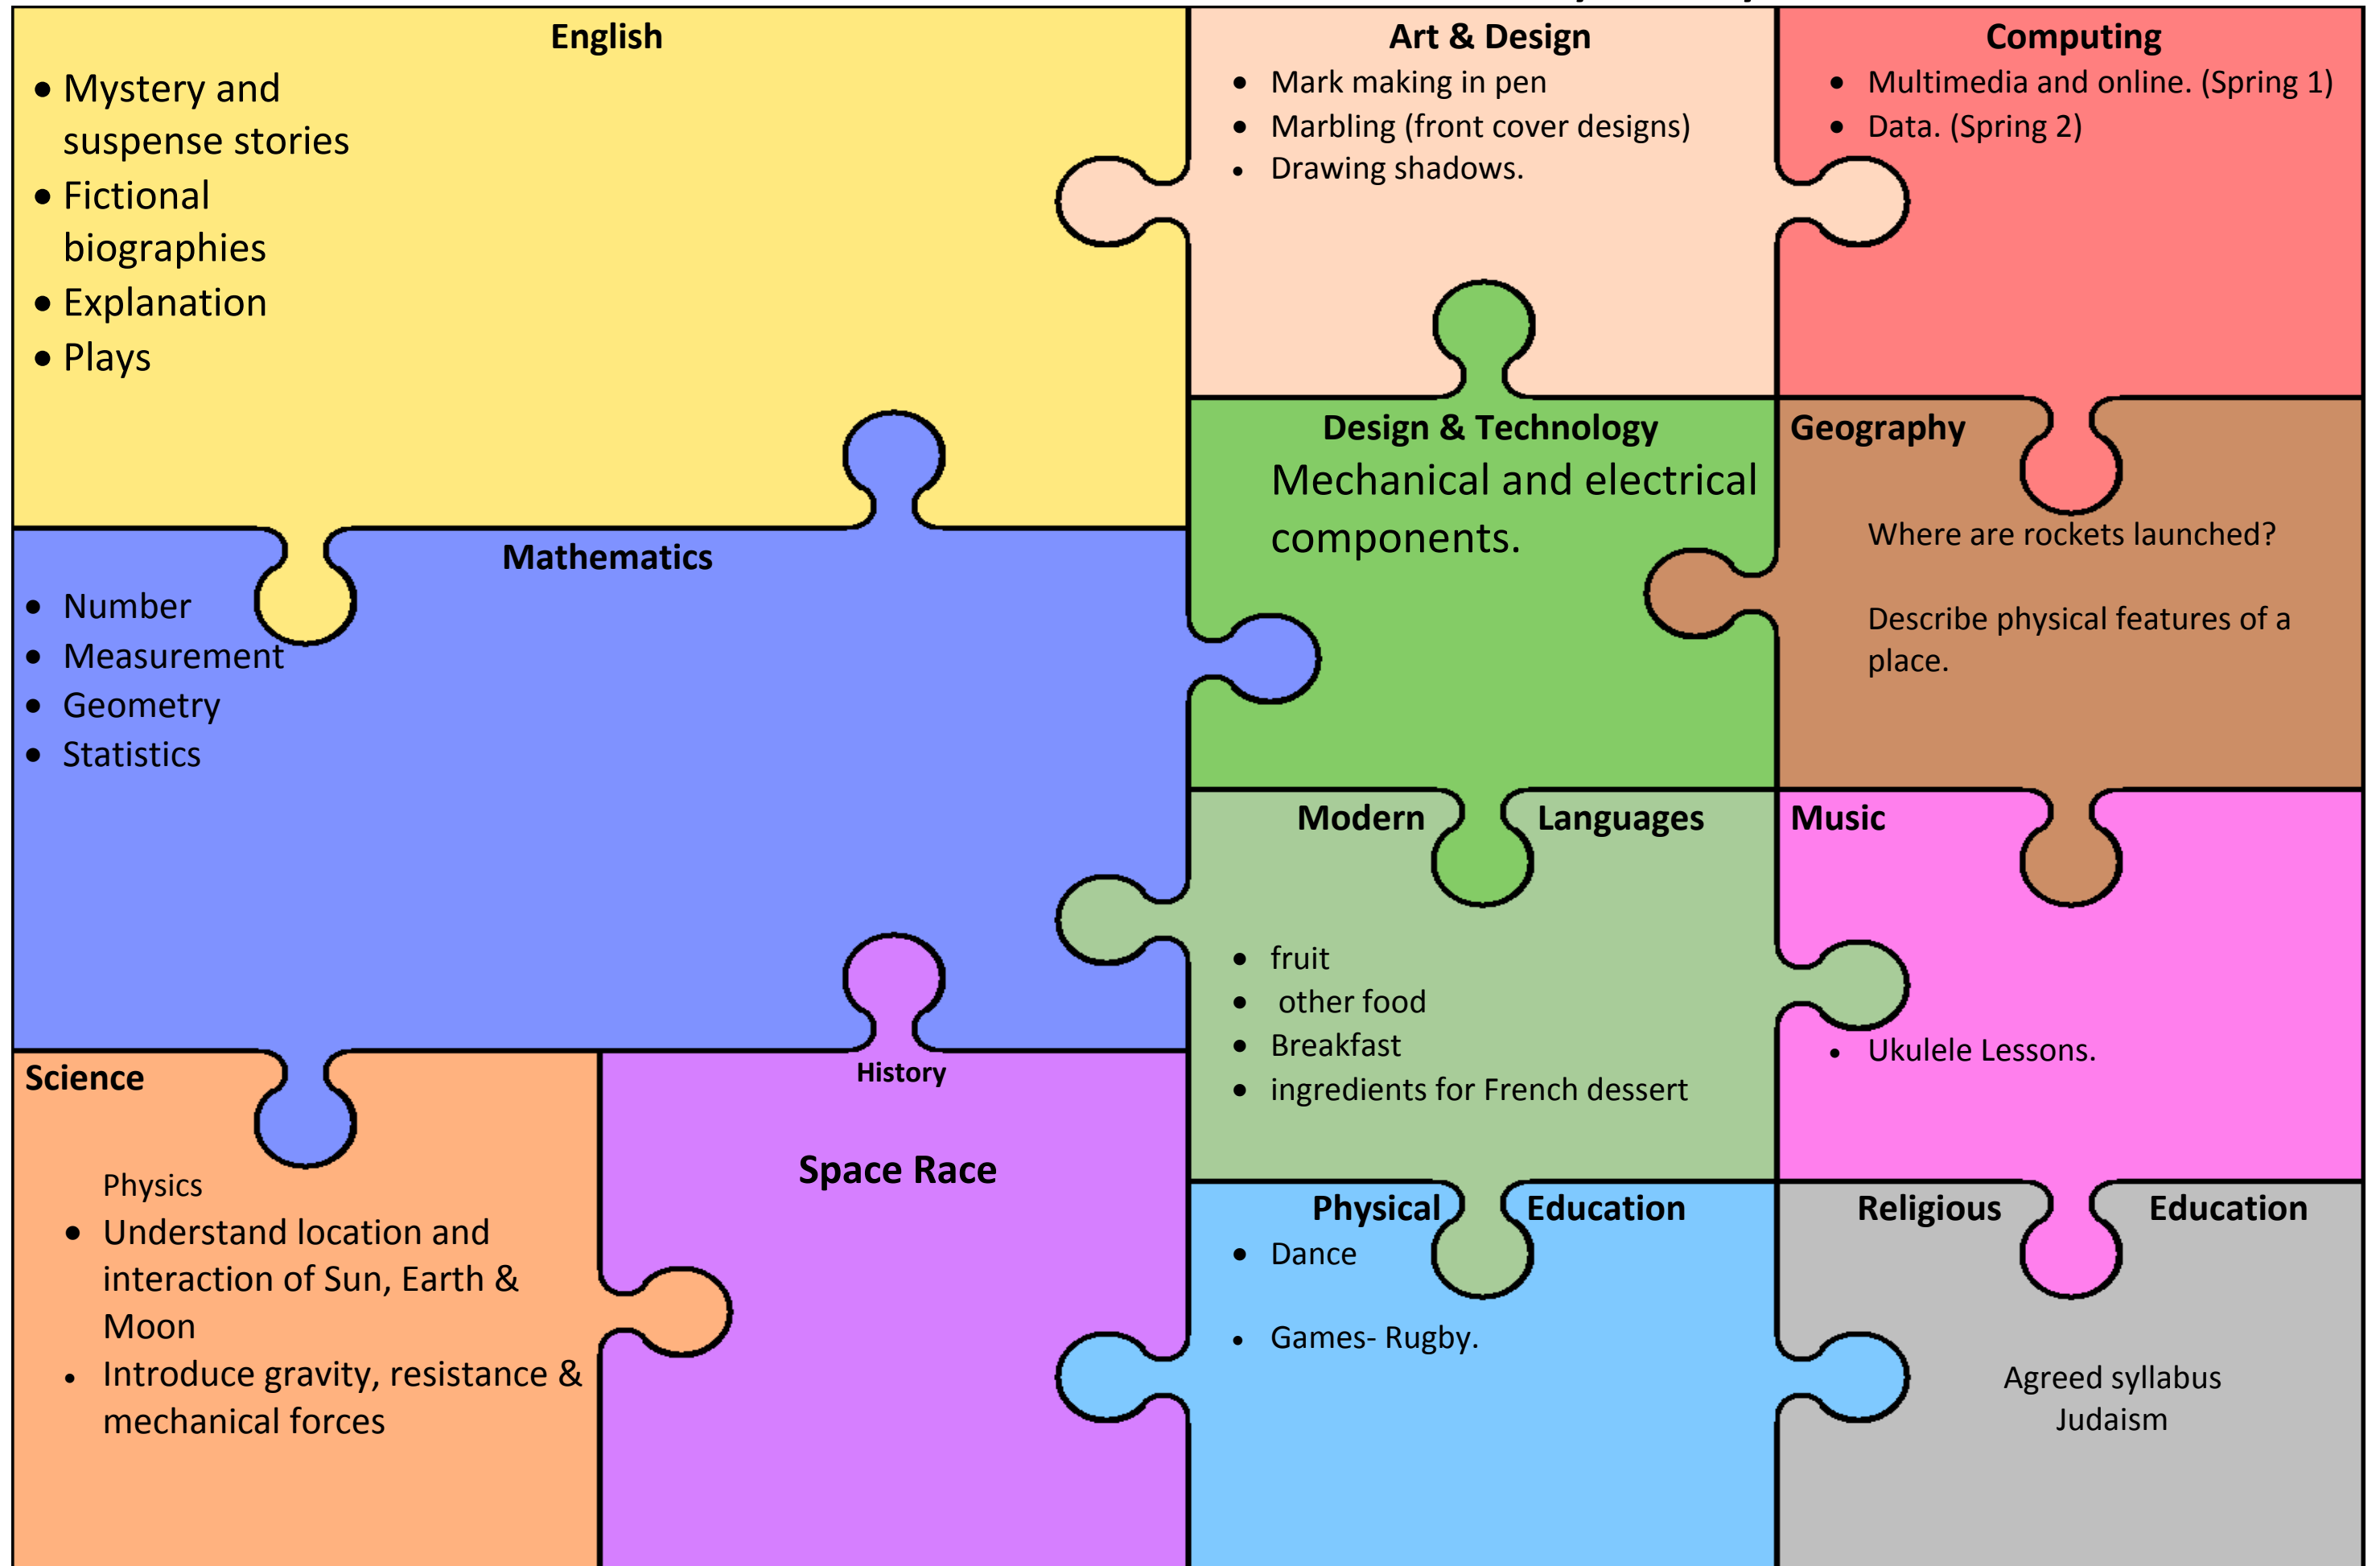 English
• Mystery and
suspense stories
• Fictional
biographies
• Explanation
• Plays
Art & Design
• Mark making in pen
• Marbling (front cover designs)
• Drawing shadows.
Computing
• Multimedia and online. (Spring 1)
• Data. (Spring 2)
Mathematics
• Number
• Measurement
• Geometry
• Statistics
Design & Technology
Mechanical and electrical
components.
Geography
Where are rockets launched?
Describe physical features of a
place.
Modern Languages
• fruit
• other food
• Breakfast
• ingredients for French dessert
Music
• Ukulele Lessons.
Science
Physics
• Understand location and
interaction of Sun, Earth &
Moon
• Introduce gravity, resistance &
mechanical forces
History
Space Race
Physical Education
• Dance
• Games- Rugby.
Religious Education
Agreed syllabus
Judaism